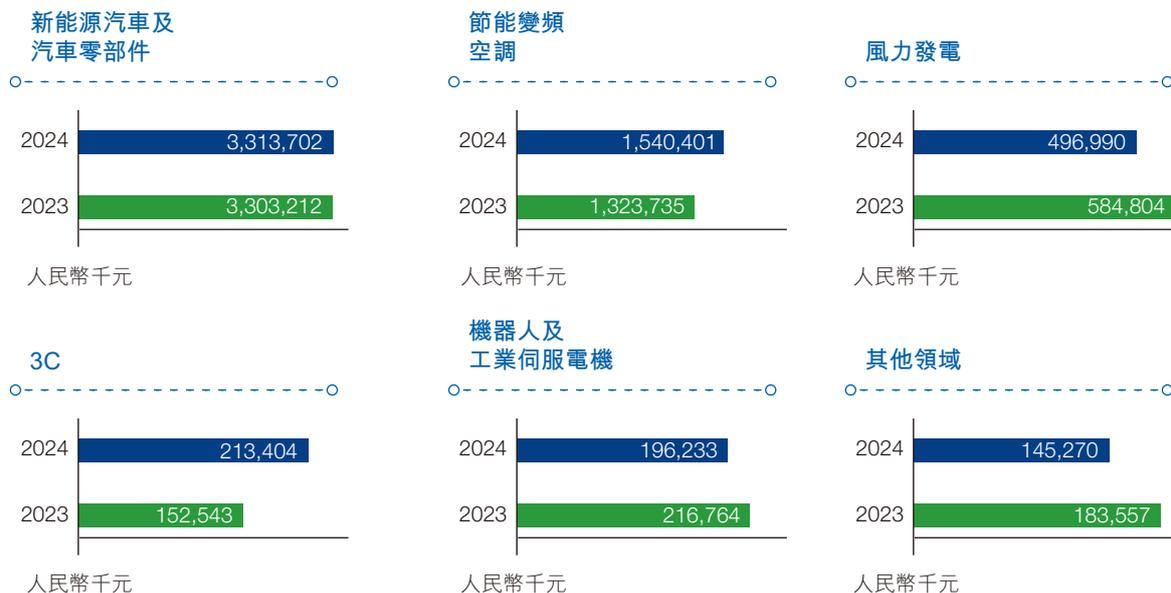 新能源汽車及
汽車零部件
2024
3,313,702
2023
3,303,212
人民幣千元
節能變頻
空調
2024
1,540,401
2023
1,323,735
人民幣千元
風力發電
2024
496,990
2023
584,804
人民幣千元
3C
2024
213,404
2023
152,543
人民幣千元
機器人及
工業伺服電機
2024
196,233
2023
216,764
人民幣千元
其他領域
2024
145,270
2023
183,557
人民幣千元